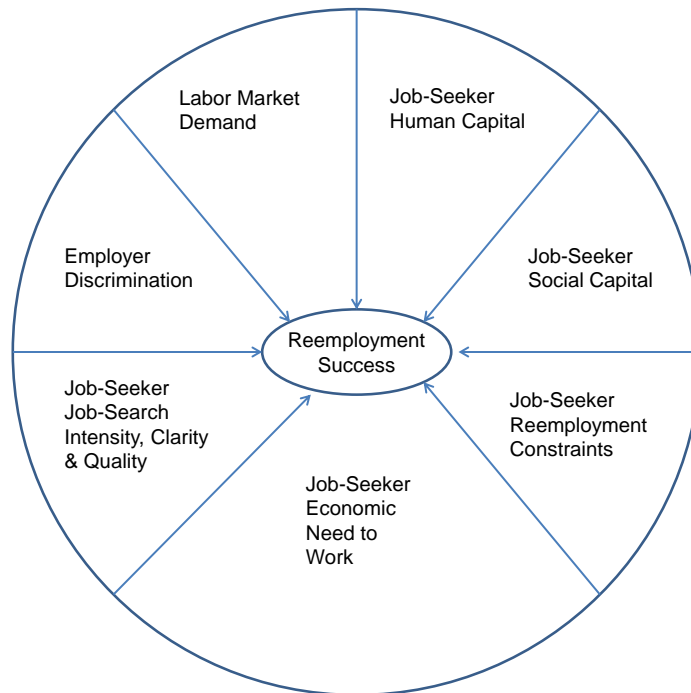 Labor Market
Demand
Job-Seeker
Human Capital
Employer
Discrimination
Job-Seeker
Social Capital
Reemployment
Success
Job-Seeker
Job-Search
Intensity, Clarity
& Quality
Job-Seeker
Reemployment
Constraints
Job-Seeker
Economic
Need to
Work